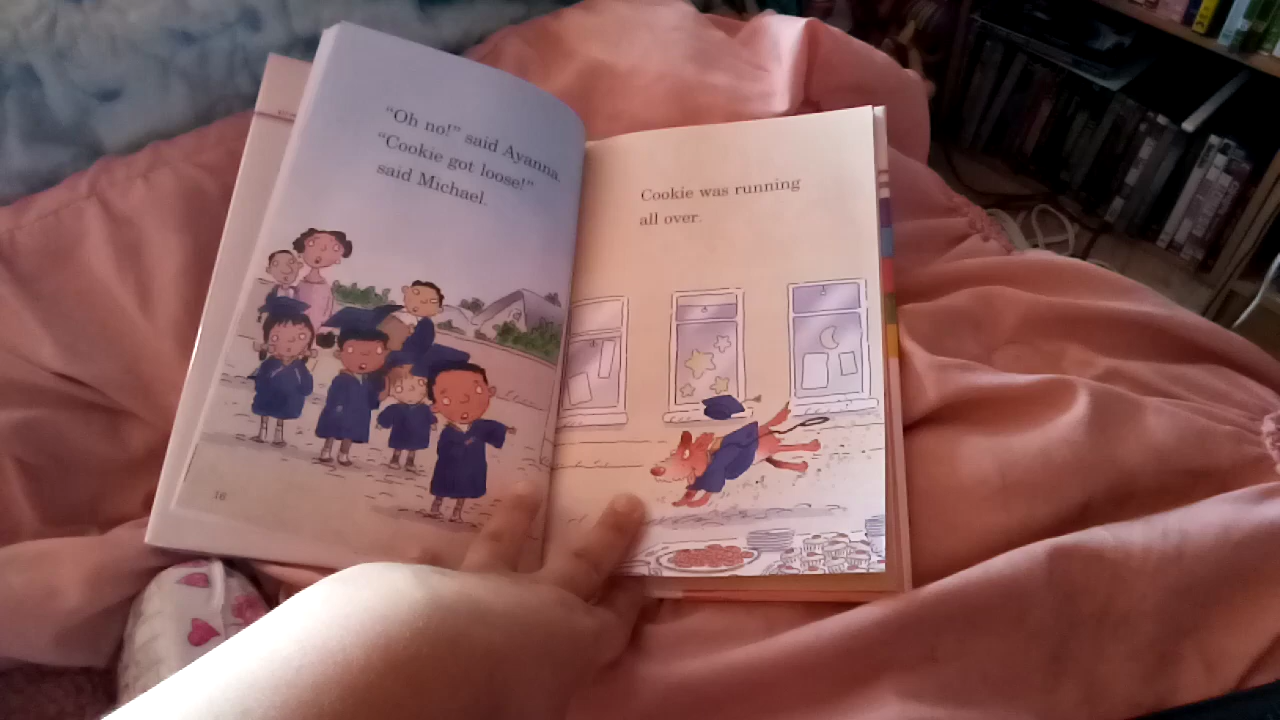 "Oh no!" said Ayanna.
"Cookie got loose!"
said Michael.
16
Cookie was running
all over.